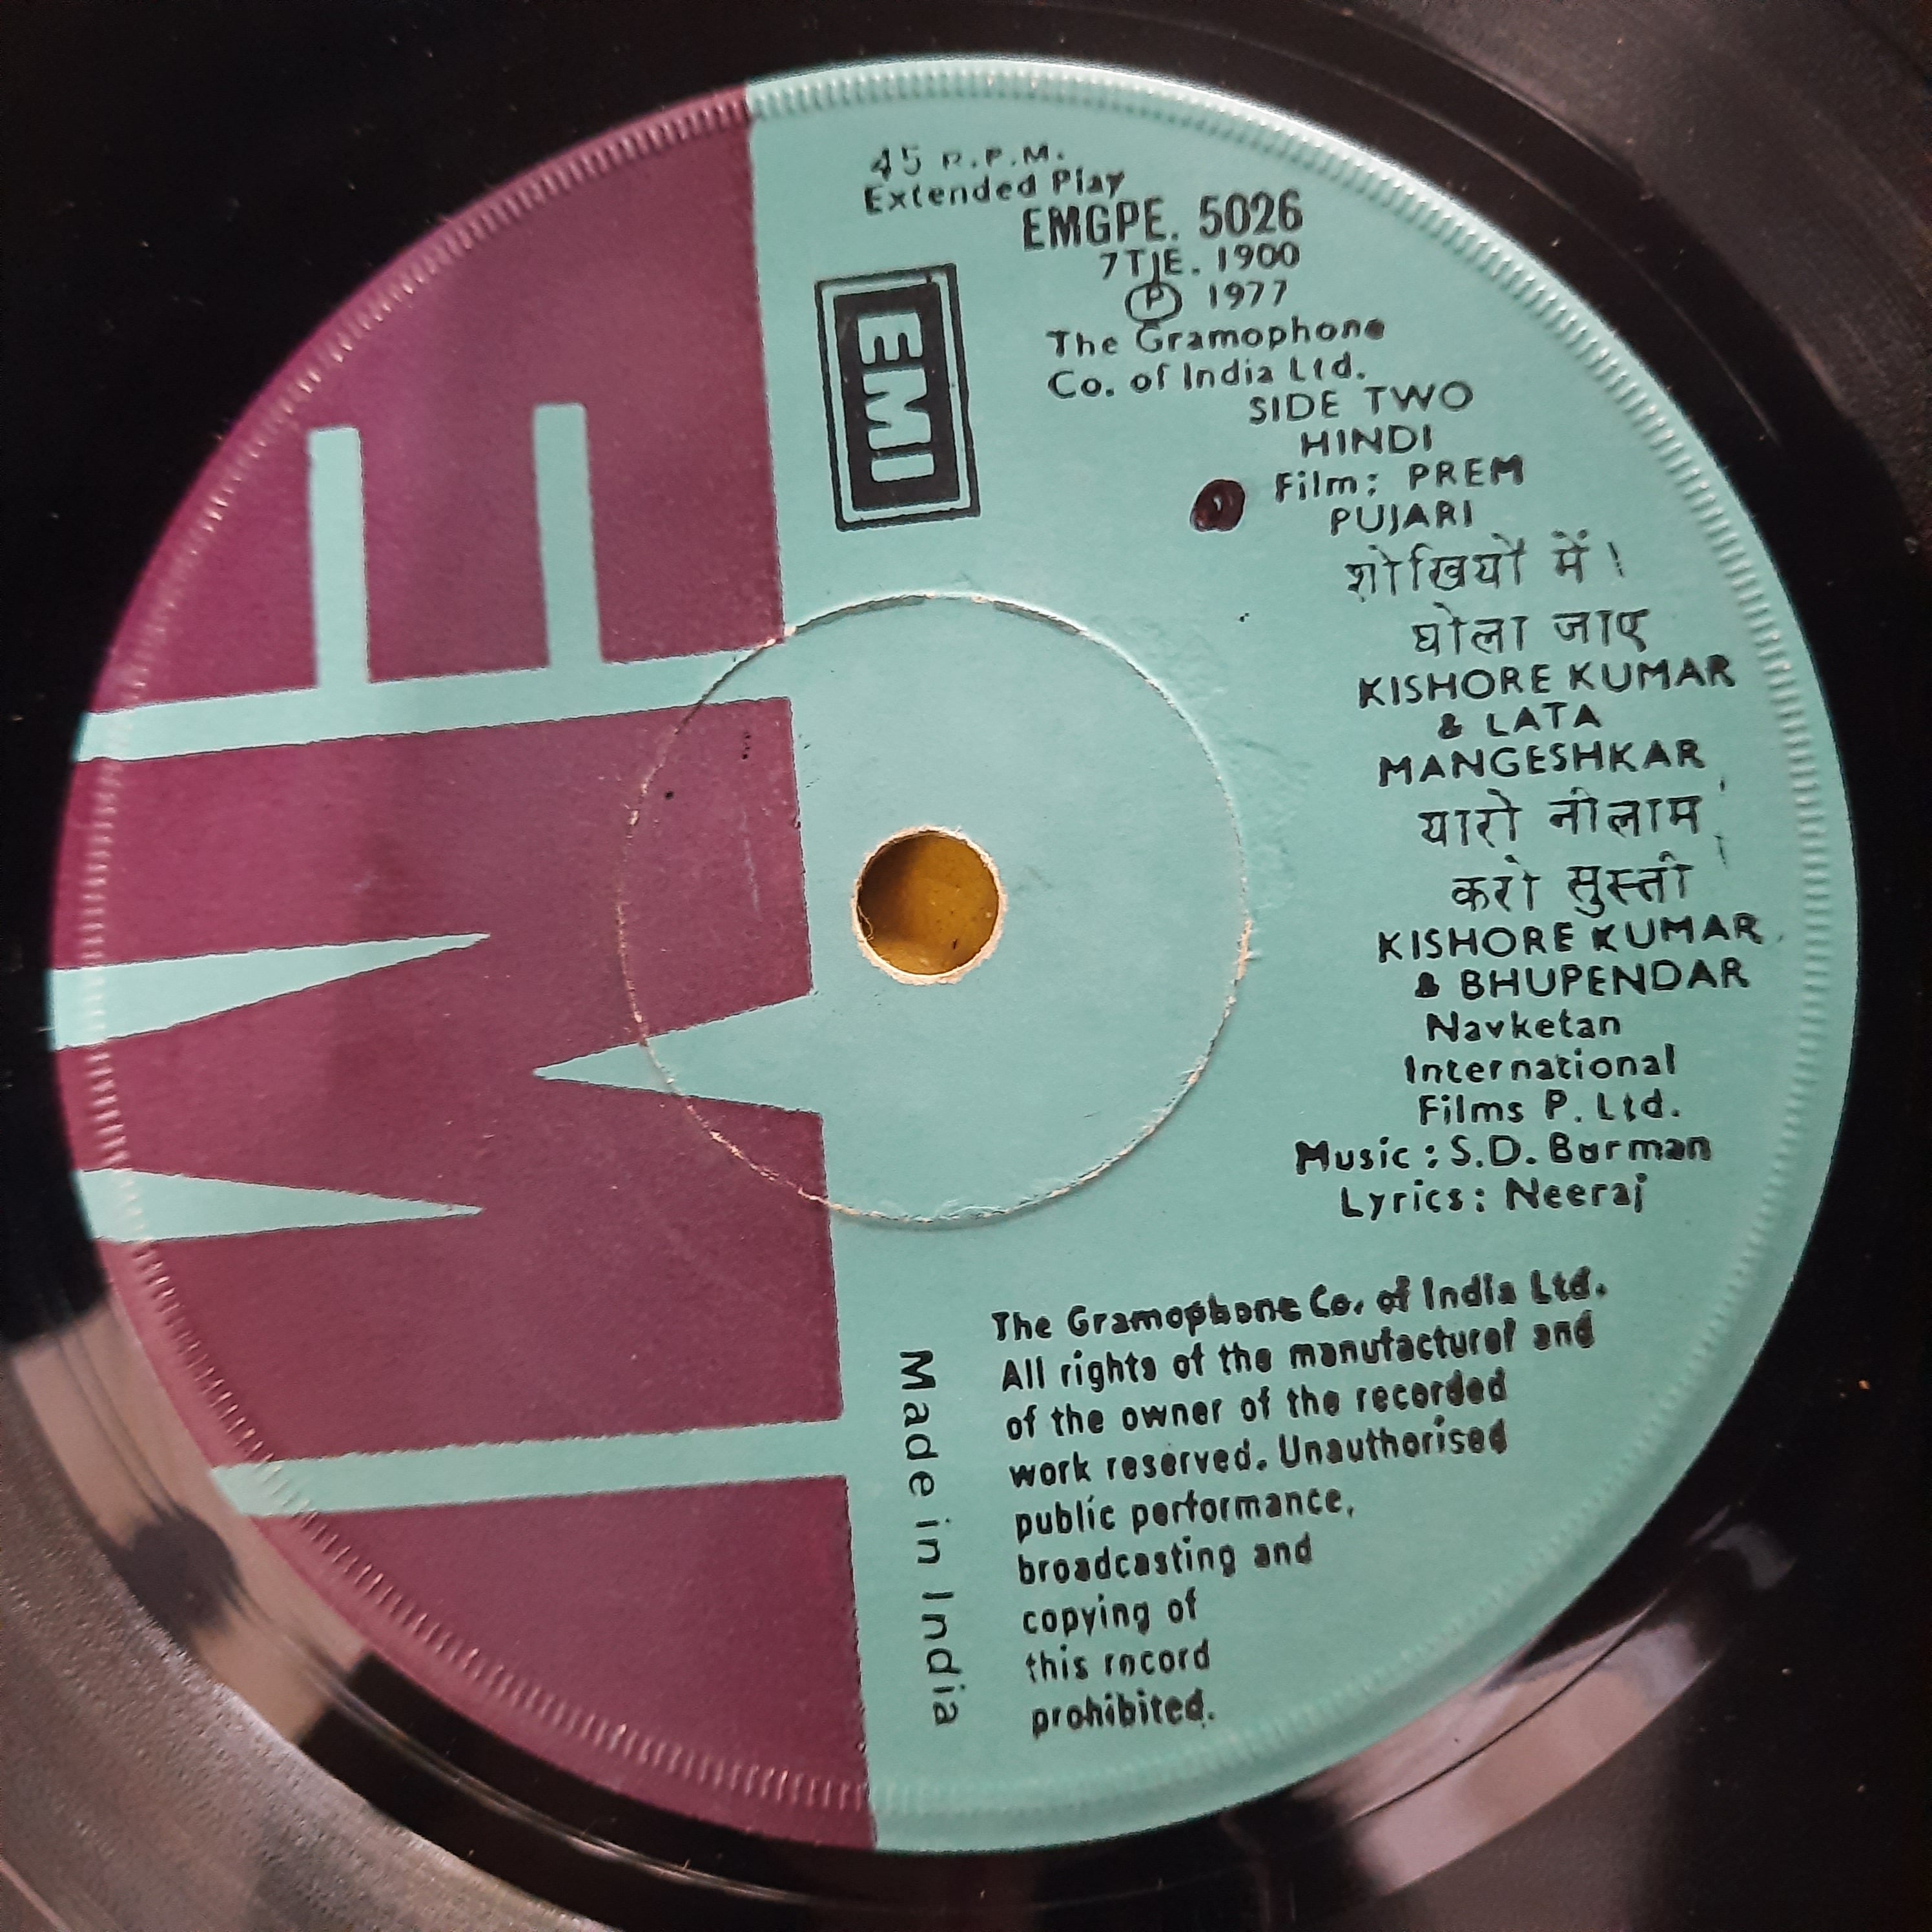 45 R.P.M.
Extended Play
EMGPE. 5026
7TJE. 1900
Ⓟ 1977
The Gramophone
Co. of India Ltd.
EMI
SIDE TWO
HINDI
Film: PREM
PUJARI
शोखियों में
घोला जाए
KISHORE KUMAR
& LATA
MANGESHKAR
यारो नीलाम
करो सुस्ती
KISHORE KUMAR
& BHUPENDAR
Navketan
International
Films P. Ltd.
Music: S.D. Burman
Lyrics: Neeraj
The Gramophone Co. of India Ltd.
All rights of the manufacturer and
of the owner of the recorded
work reserved. Unauthorised
public performance,
broadcasting and
copying of
this record
prohibited.
Made in India
EMI